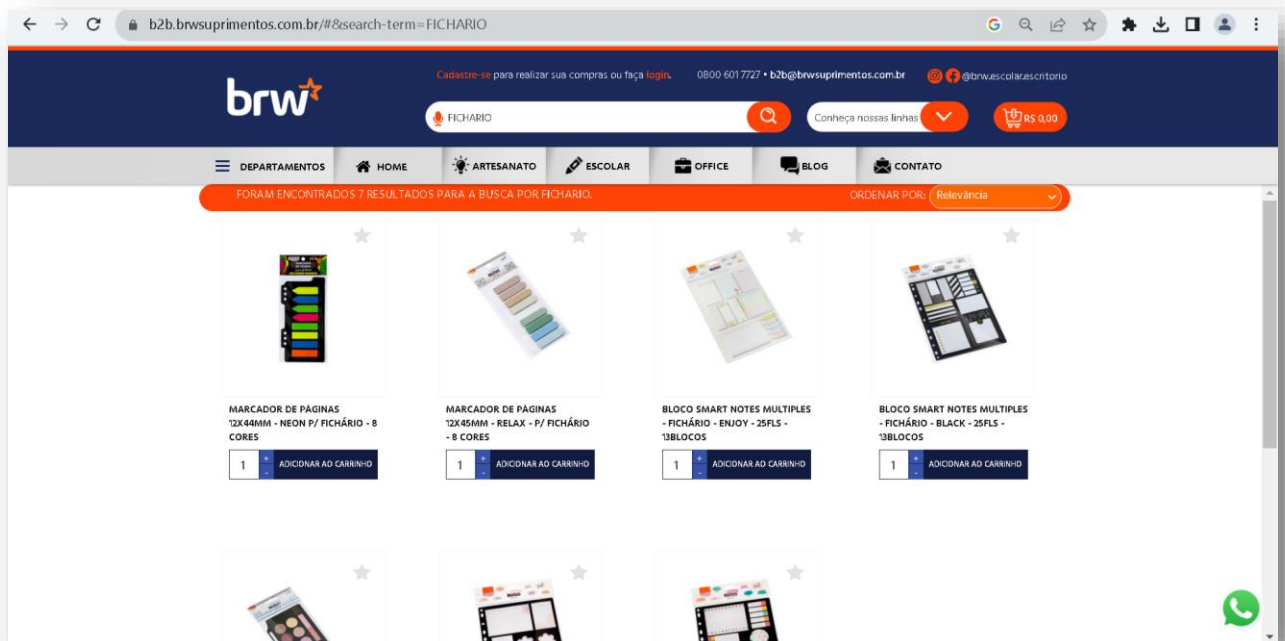 b2b.brwsuprimentos.com.br/#&search-term=FICHARIO
Cadastre-se para realizar sua compras ou faça login.
0800 601 7727 • b2b@brwsuprimentos.com.br
@brw.escolar.escritorio
brw
FICHARIO
Conheça nossas linhas
R$ 0,00
DEPARTAMENTOS
HOME
ARTESANATO
ESCOLAR
OFFICE
BLOG
CONTATO
FORAM ENCONTRADOS 7 RESULTADOS PARA A BUSCA POR FICHARIO.
ORDENAR POR: Relevância
MARCADOR DE PÁGINAS
12X44MM - NEON P/ FICHÁRIO - 8
CORES
1 + - ADICIONAR AO CARRINHO
MARCADOR DE PÁGINAS
12X45MM - RELAX - P/ FICHÁRIO
- 8 CORES
1 + - ADICIONAR AO CARRINHO
BLOCO SMART NOTES MULTIPLES
- FICHÁRIO - ENJOY - 25FLS -
13BLOCOS
1 + - ADICIONAR AO CARRINHO
BLOCO SMART NOTES MULTIPLES
- FICHÁRIO - BLACK - 25FLS -
13BLOCOS
1 + - ADICIONAR AO CARRINHO